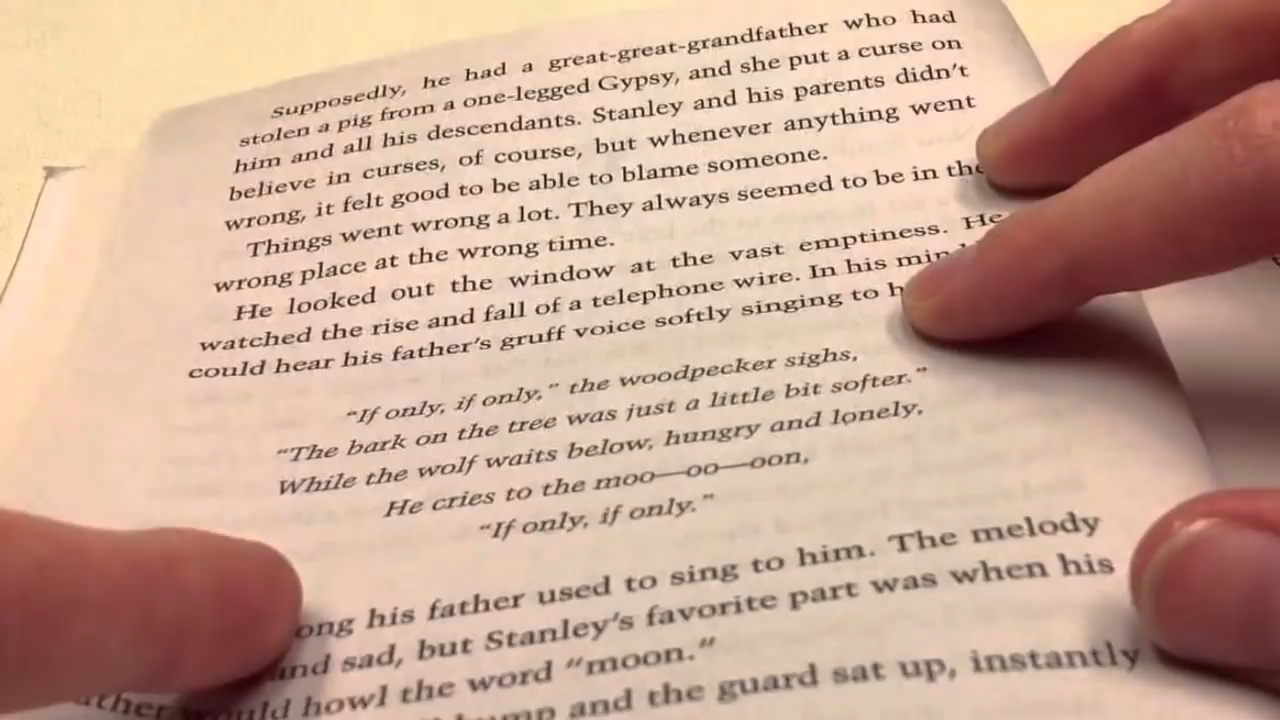 Supposedly, he had a great-great-grandfather who had
stolen a pig from a one-legged Gypsy, and she put a curse on
him and all his descendants. Stanley and his parents didn't
believe in curses, of course, but whenever anything went
wrong, it felt good to be able to blame someone.
Things went wrong a lot. They always seemed to be in the
wrong place at the wrong time.
He looked out the window at the vast emptiness. He
watched the rise and fall of a telephone wire. In his mind
could hear his father's gruff voice softly singing to
"If only, if only," the woodpecker sighs,
"The bark on the tree was just a little bit softer."
While the wolf waits below, hungry and lonely,
He cries to the moo—oo—oon,
"If only, if only."
ong his father used to sing to him. The melody
and sad, but Stanley's favorite part was when his
would howl the word "moon."
and the guard sat up, instantly